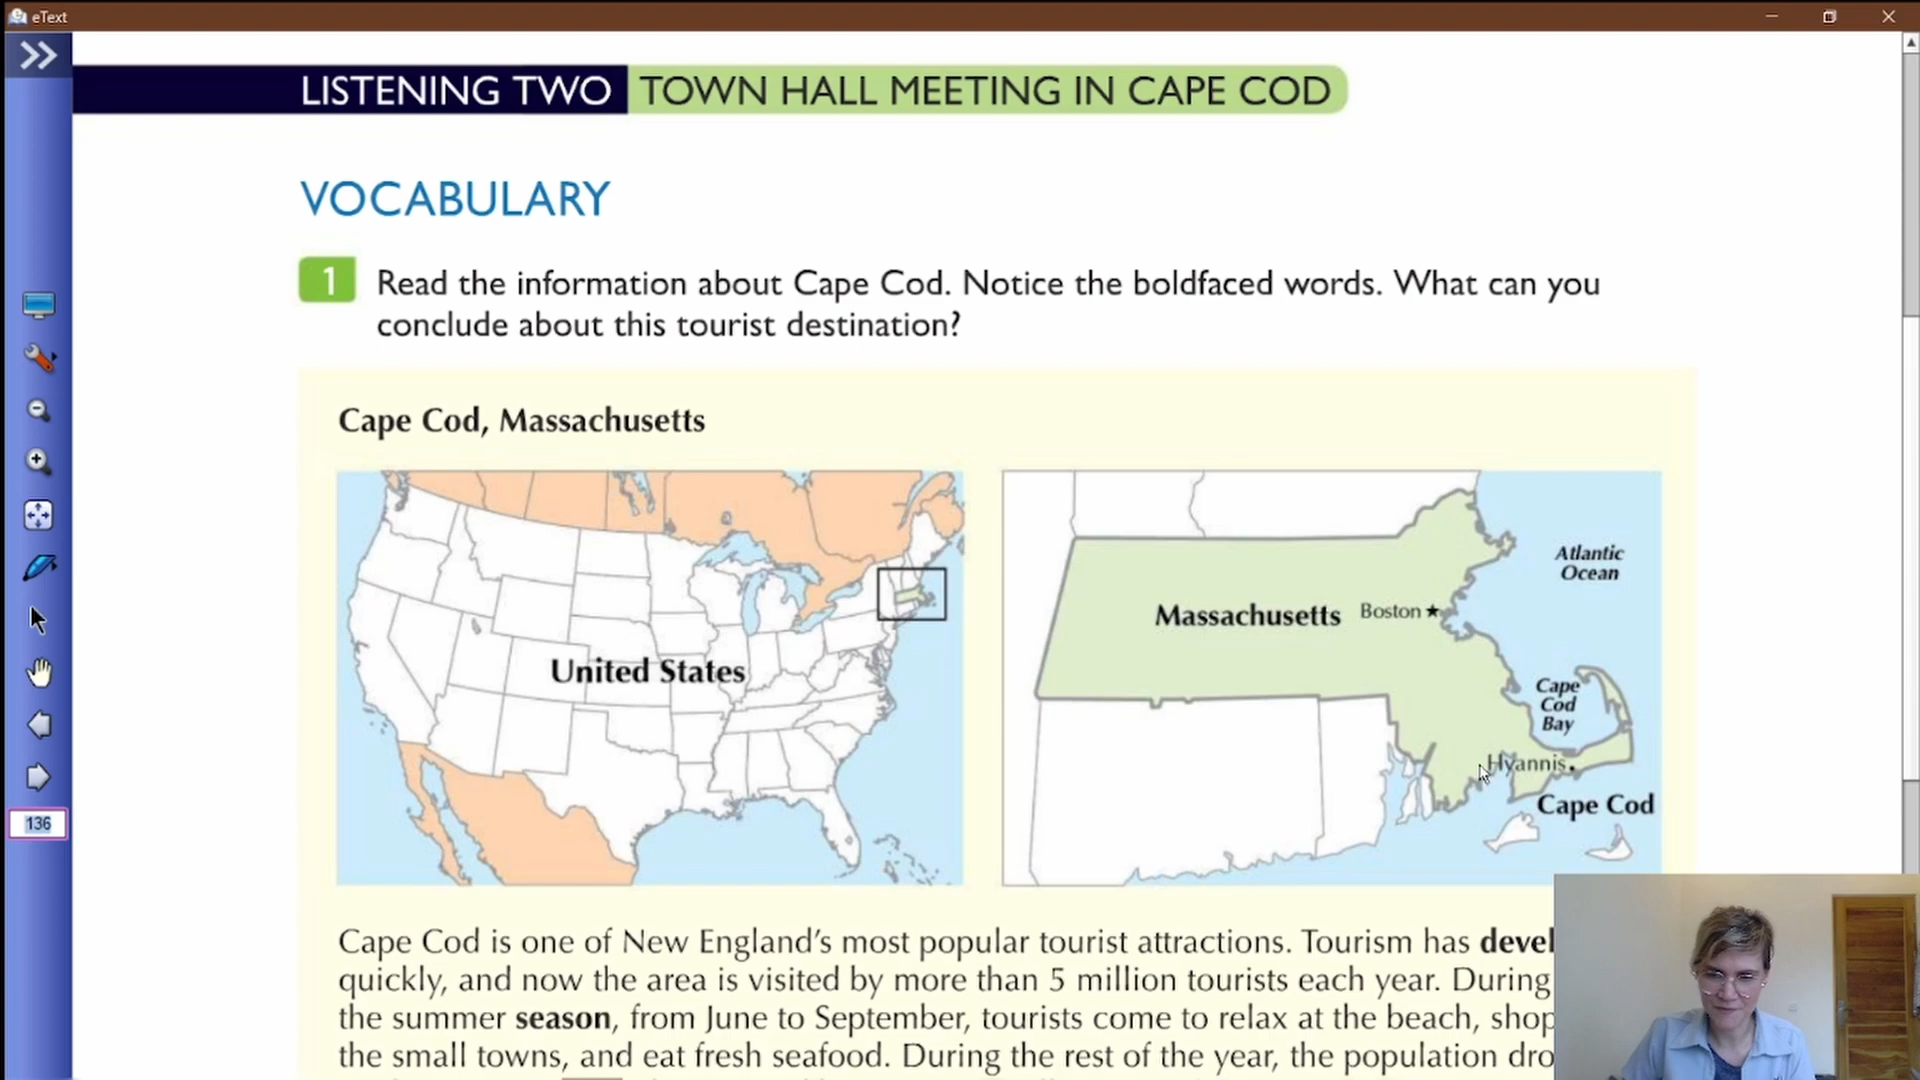 eText
LISTENING TWO TOWN HALL MEETING IN CAPE COD
VOCABULARY
1 Read the information about Cape Cod. Notice the boldfaced words. What can you
conclude about this tourist destination?
Cape Cod, Massachusetts
United States
Atlantic
Ocean
Massachusetts
Boston
Cape
Cod
Bay
Hyannis
Cape Cod
136
Cape Cod is one of New England's most popular tourist attractions. Tourism has devel
quickly, and now the area is visited by more than 5 million tourists each year. During
the summer season, from June to September, tourists come to relax at the beach, shop
the small towns, and eat fresh seafood. During the rest of the year, the population dro